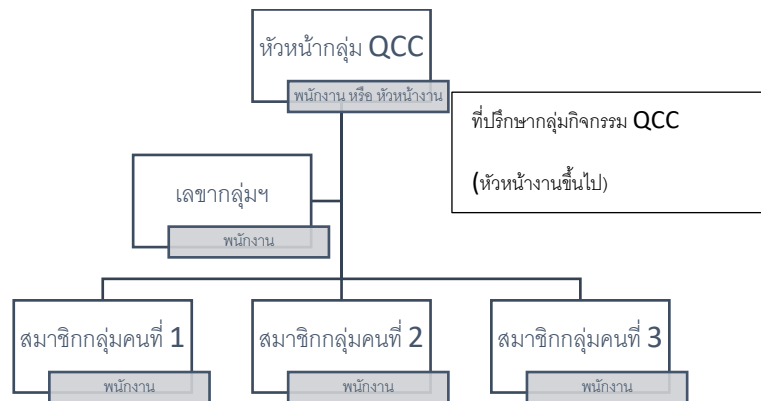 หัวหน้ากลุ่ม QCC
พนักงาน หรือ หัวหน้างาน
ที่ปรึกษากลุ่มกิจกรรม QCC
(หัวหน้างานขึ้นไป)
เลขากลุ่มฯ
พนักงาน
สมาชิกกลุ่มคนที่ 1
พนักงาน
สมาชิกกลุ่มคนที่ 2
พนักงาน
สมาชิกกลุ่มคนที่ 3
พนักงาน